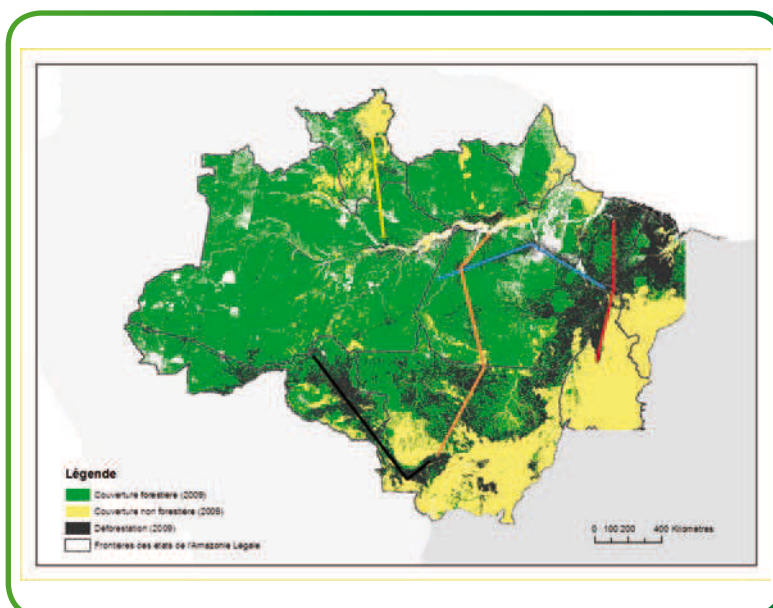 Légende
Couverture forestière (2009)
Couverture non forestière (2009)
Déforestation (2009)
Frontières des états de l'Amazonie Légale
0 100 200 400 Kilomètres